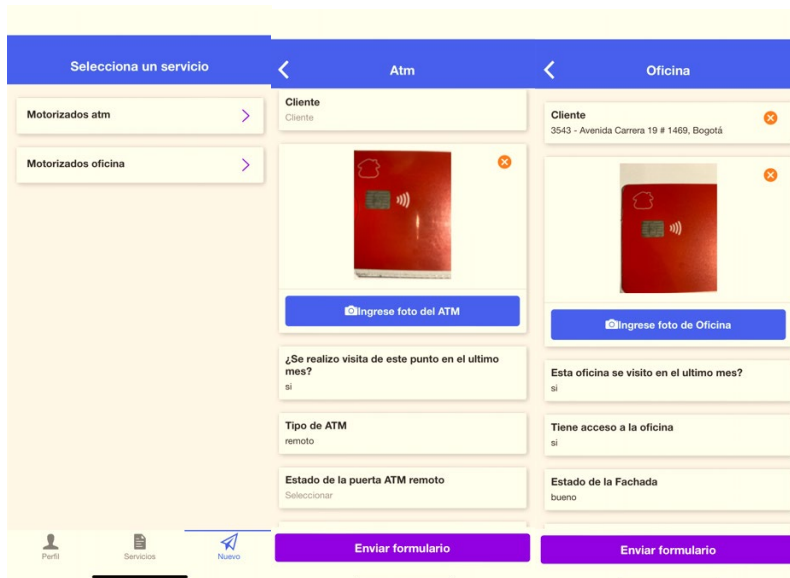 Selecciona un servicio
Motorizados atm
Motorizados oficina
Perfil
Servicios
Nuevo
Atm
Cliente
Cliente
Ingrese foto del ATM
¿Se realizo visita de este punto en el ultimo
mes?
si
Tipo de ATM
remoto
Estado de la puerta ATM remoto
Seleccionar
Enviar formulario
Oficina
Cliente
3543 - Avenida Carrera 19 # 1469, Bogotá
Ingrese foto de Oficina
Esta oficina se visito en el ultimo mes?
si
Tiene acceso a la oficina
si
Estado de la Fachada
bueno
Enviar formulario